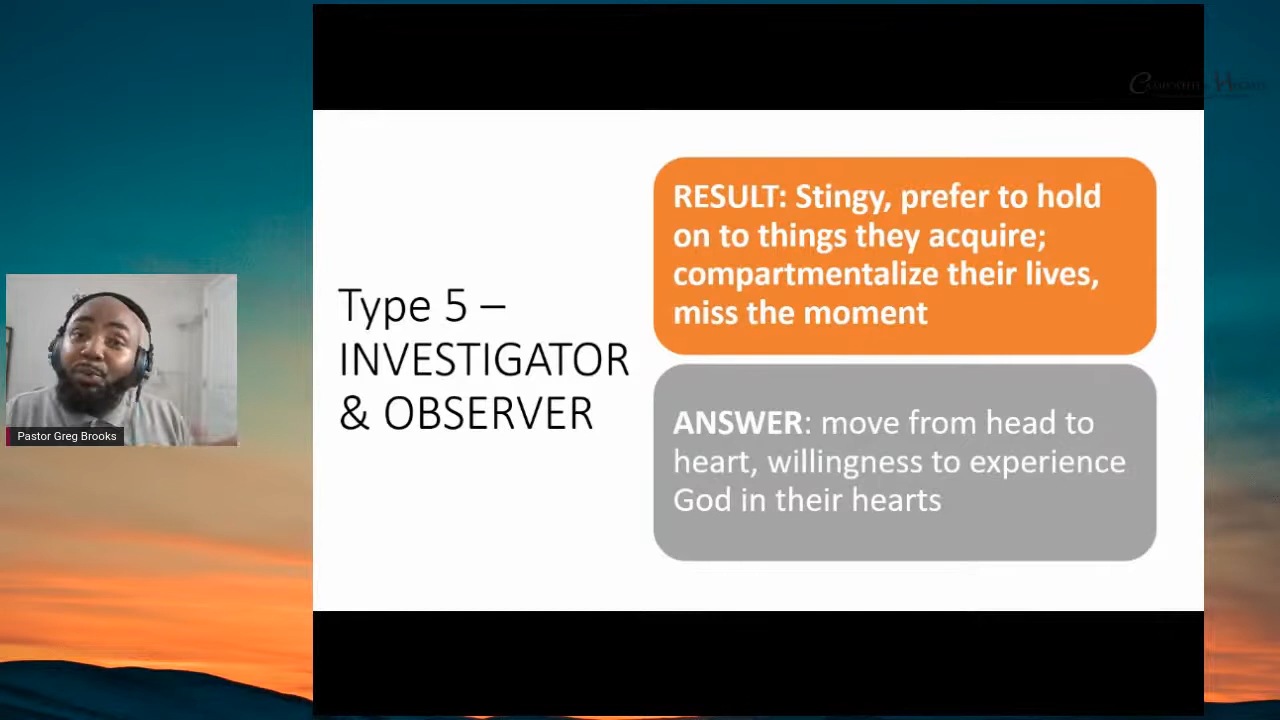 Type 5 –
INVESTIGATOR
& OBSERVER
RESULT: Stingy, prefer to hold
on to things they acquire;
compartmentalize their lives,
miss the moment
ANSWER: move from head to
heart, willingness to experience
God in their hearts
Pastor Greg Brooks